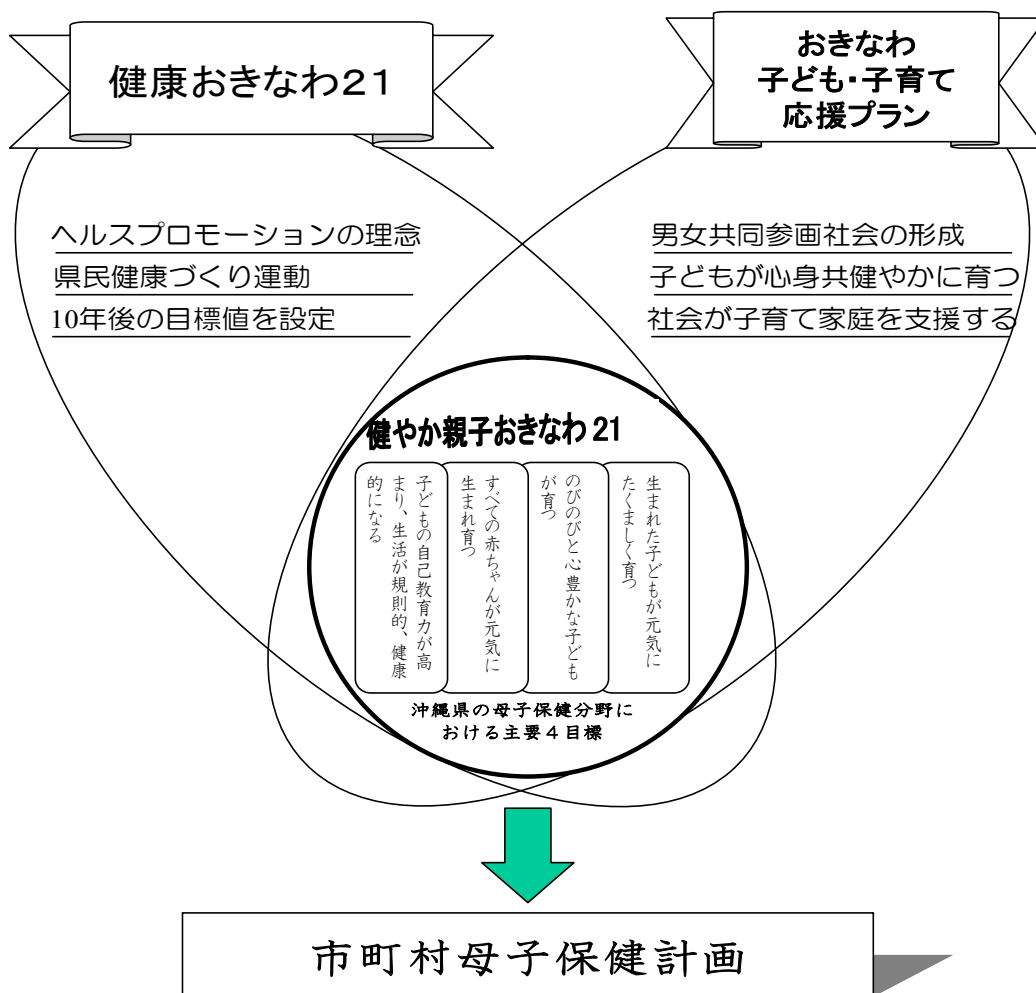 健康おきなわ21
おきなわ
子ども・子育て
応援プラン
ヘルスプロモーションの理念
県民健康づくり運動
10年後の目標値を設定
男女共同参画社会の形成
子どもが心身共健やかに育つ
社会が子育て家庭を支援する
健やか親子おきなわ21
生まれた子どもが元気に
たくましく育つ
のびのびと心豊かな子ども
が育つ
すべての赤ちゃんが元気に
生まれ育つ
子どもの自己教育力が高
まり、生活が規則的、健康
的になる
沖縄県の母子保健分野に
おける主要4目標
市町村母子保健計画